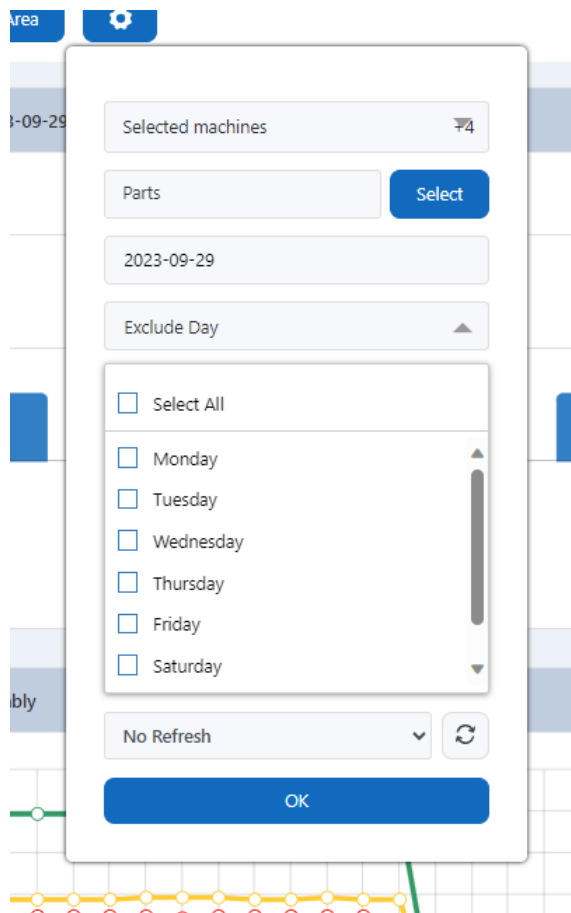 Area
3-09-29
Selected machines +4
Parts Select
2023-09-29
Exclude Day
Select All
Monday
Tuesday
Wednesday
Thursday
Friday
Saturday
bly
No Refresh
OK